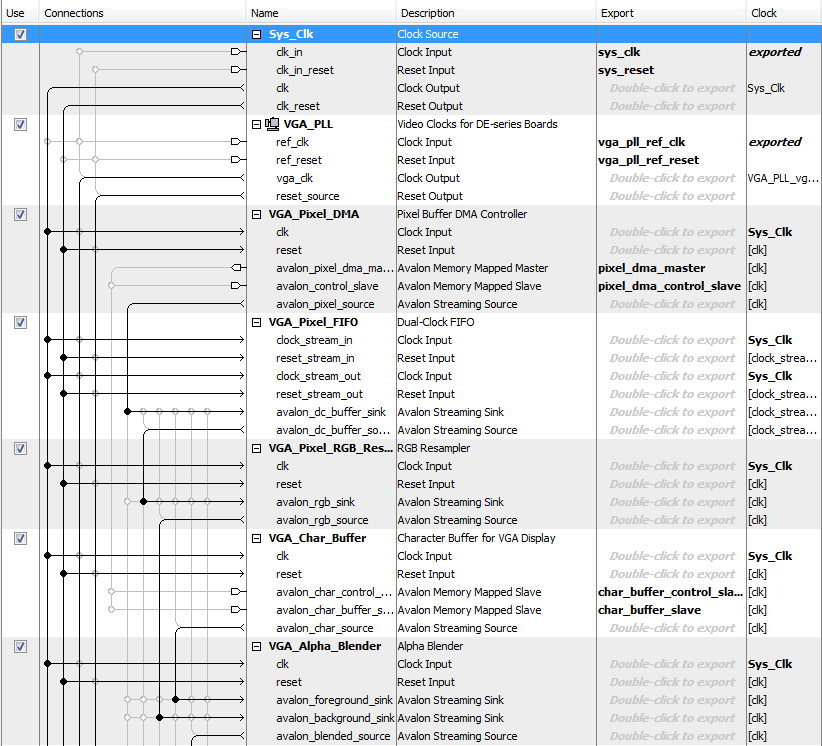 Use Connections Name Description Export Clock
Sys_Clk Clock Source
clk_in Clock Input sys_clk exported
clk_in_reset Reset Input sys_reset
clk Clock Output Double-click to export Sys_Clk
clk_reset Reset Output Double-click to export
VGA_PLL Video Clocks for DE-series Boards
ref_clk Clock Input vga_pll_ref_clk exported
ref_reset Reset Input vga_pll_ref_reset
vga_clk Clock Output Double-click to export VGA_PLL_vg...
reset_source Reset Output Double-click to export
VGA_Pixel_DMA Pixel Buffer DMA Controller
clk Clock Input Double-click to export Sys_Clk
reset Reset Input Double-click to export [clk]
avalon_pixel_dma_ma... Avalon Memory Mapped Master pixel_dma_master [clk]
avalon_control_slave Avalon Memory Mapped Slave pixel_dma_control_slave [clk]
avalon_pixel_source Avalon Streaming Source Double-click to export [clk]
VGA_Pixel_FIFO Dual-Clock FIFO
clock_stream_in Clock Input Double-click to export Sys_Clk
reset_stream_in Reset Input Double-click to export [clock_strea...
clock_stream_out Clock Input Double-click to export Sys_Clk
reset_stream_out Reset Input Double-click to export [clock_strea...
avalon_dc_buffer_sink Avalon Streaming Sink Double-click to export [clock_strea...
avalon_dc_buffer_so... Avalon Streaming Source Double-click to export [clock_strea...
VGA_Pixel_RGB_Res... RGB Resampler
clk Clock Input Double-click to export Sys_Clk
reset Reset Input Double-click to export [clk]
avalon_rgb_sink Avalon Streaming Sink Double-click to export [clk]
avalon_rgb_source Avalon Streaming Source Double-click to export [clk]
VGA_Char_Buffer Character Buffer for VGA Display
clk Clock Input Double-click to export Sys_Clk
reset Reset Input Double-click to export [clk]
avalon_char_control_... Avalon Memory Mapped Slave char_buffer_control_sla... [clk]
avalon_char_buffer_s... Avalon Memory Mapped Slave char_buffer_slave [clk]
avalon_char_source Avalon Streaming Source Double-click to export [clk]
VGA_Alpha_Blender Alpha Blender
clk Clock Input Double-click to export Sys_Clk
reset Reset Input Double-click to export [clk]
avalon_foreground_sink Avalon Streaming Sink Double-click to export [clk]
avalon_background_sink Avalon Streaming Sink Double-click to export [clk]
avalon_blended_source Avalon Streaming Source Double-click to export [clk]